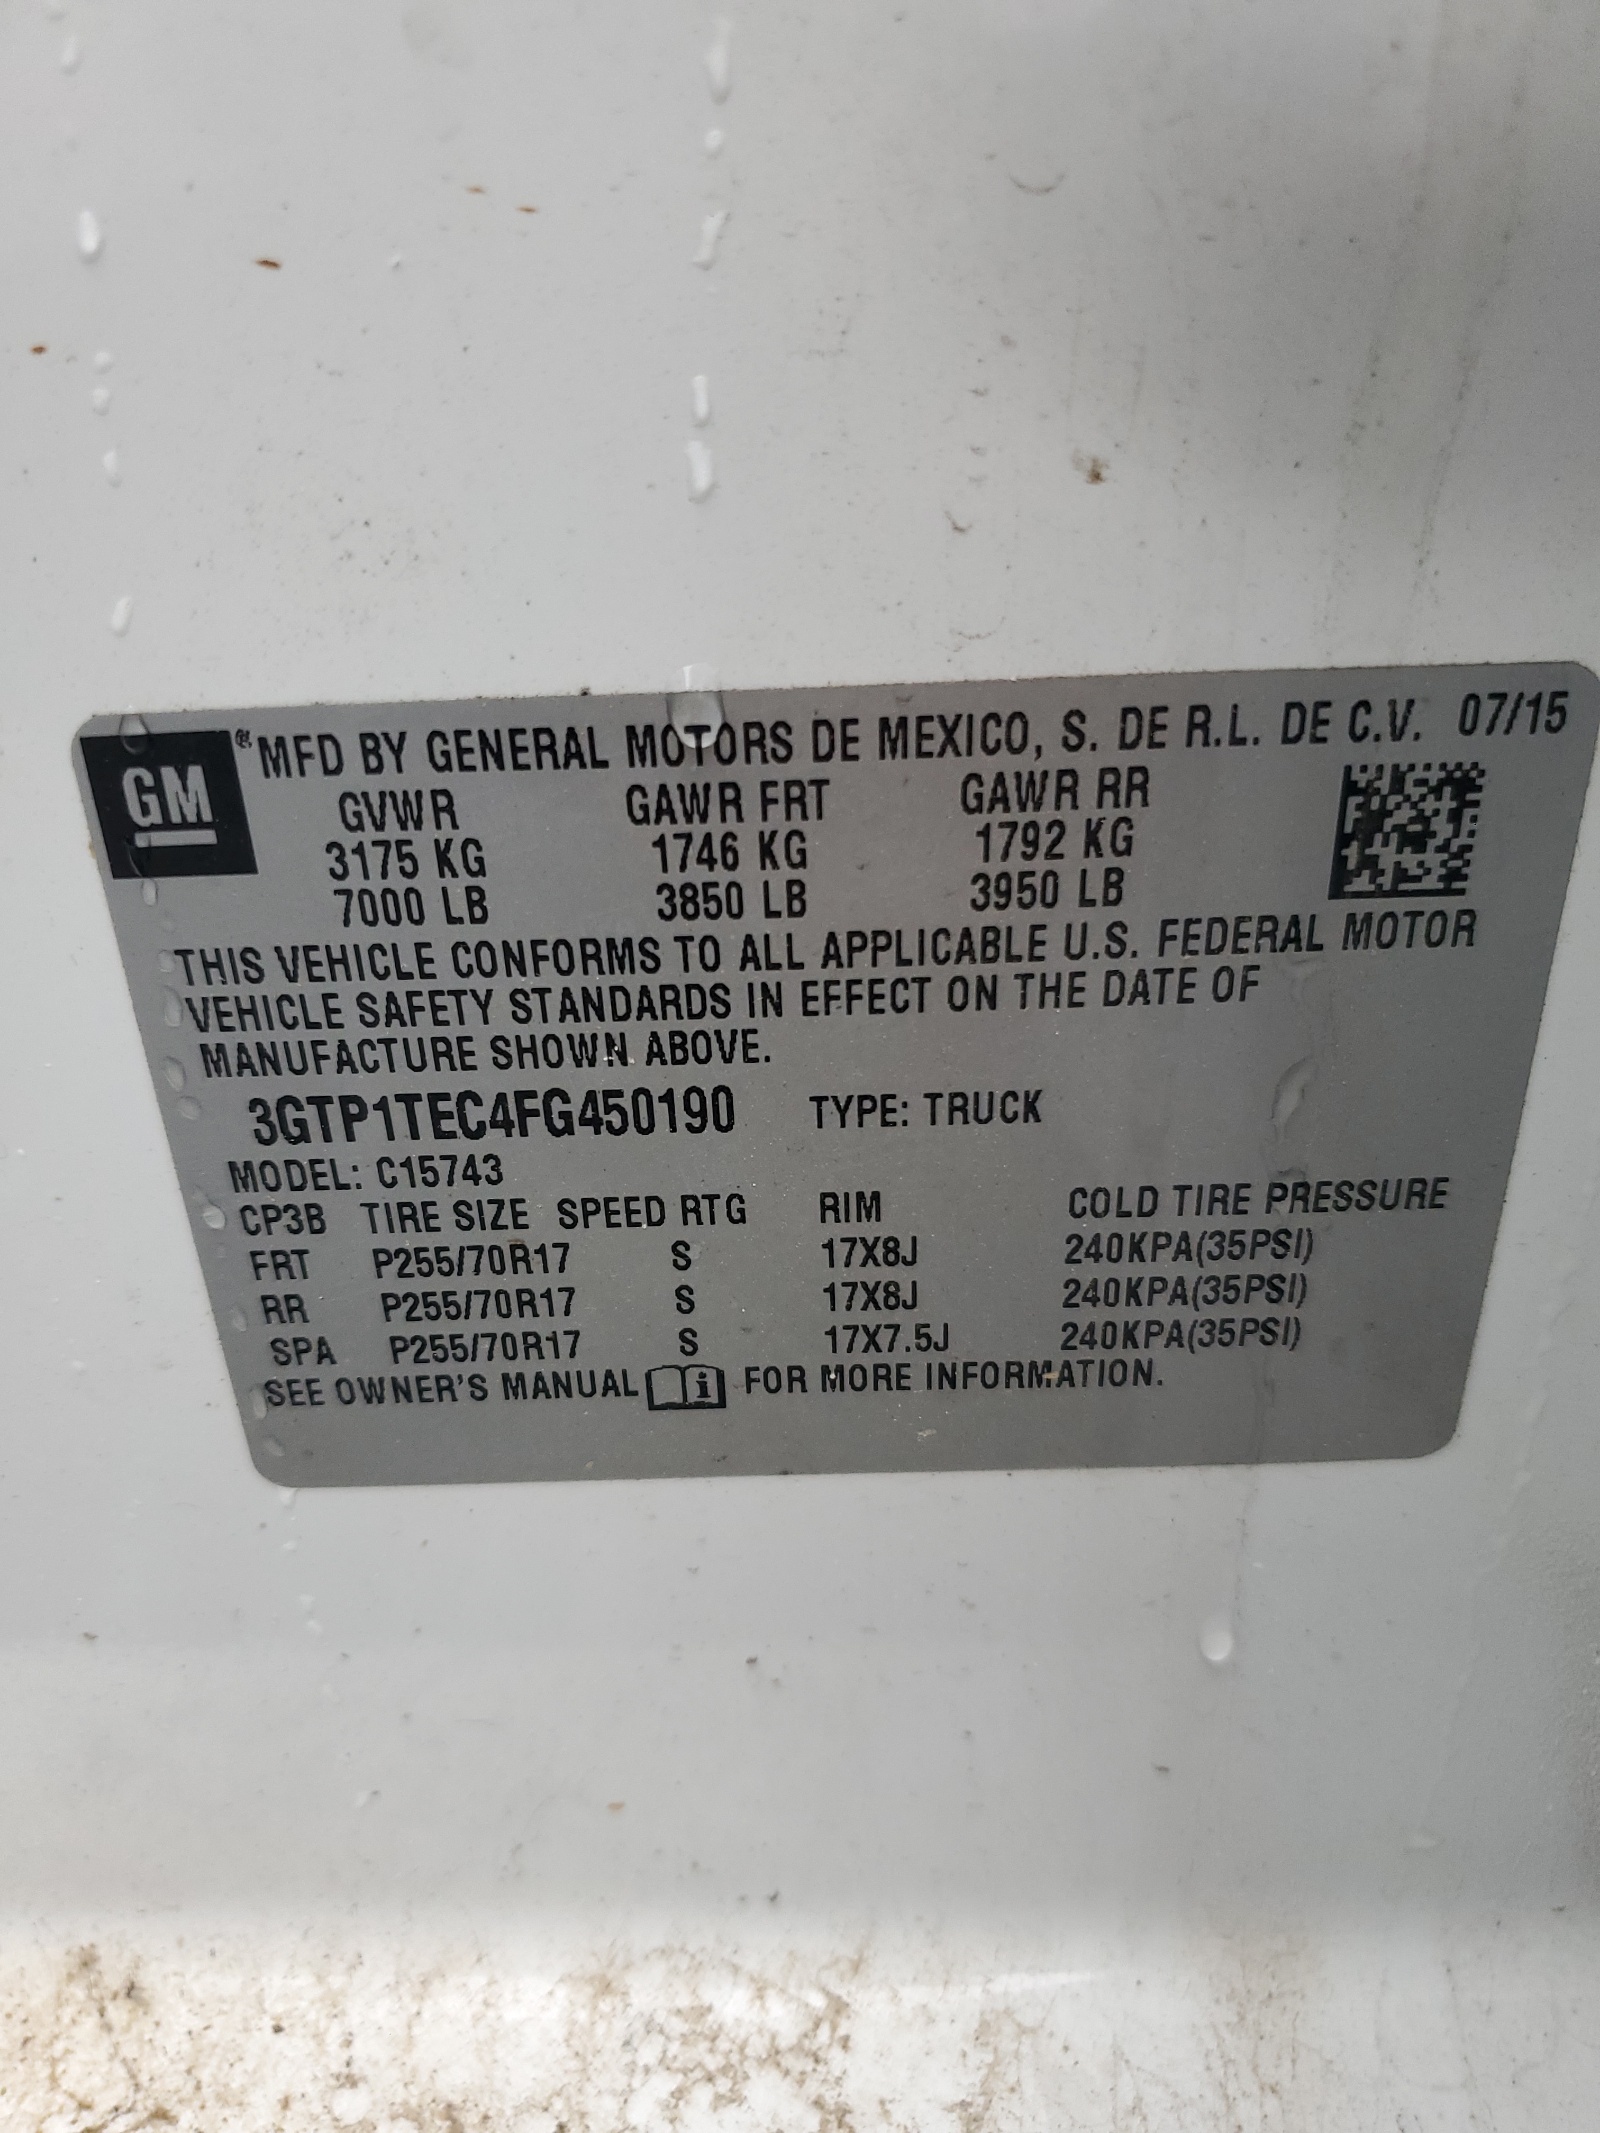 GM ® MFD BY GENERAL MOTORS DE MEXICO, S. DE R.L. DE C.V. 07/15
GVWR GAWR FRT GAWR RR
3175 KG 1746 KG 1792 KG
7000 LB 3850 LB 3950 LB
THIS VEHICLE CONFORMS TO ALL APPLICABLE U.S. FEDERAL MOTOR
VEHICLE SAFETY STANDARDS IN EFFECT ON THE DATE OF
MANUFACTURE SHOWN ABOVE.
3GTP1TEC4FG450190 TYPE: TRUCK
MODEL: C15743
CP3B TIRE SIZE SPEED RTG RIM COLD TIRE PRESSURE
FRT P255/70R17 S 17X8J 240KPA(35PSI)
RR P255/70R17 S 17X8J 240KPA(35PSI)
SPA P255/70R17 S 17X7.5J 240KPA(35PSI)
SEE OWNER'S MANUAL i FOR MORE INFORMATION.